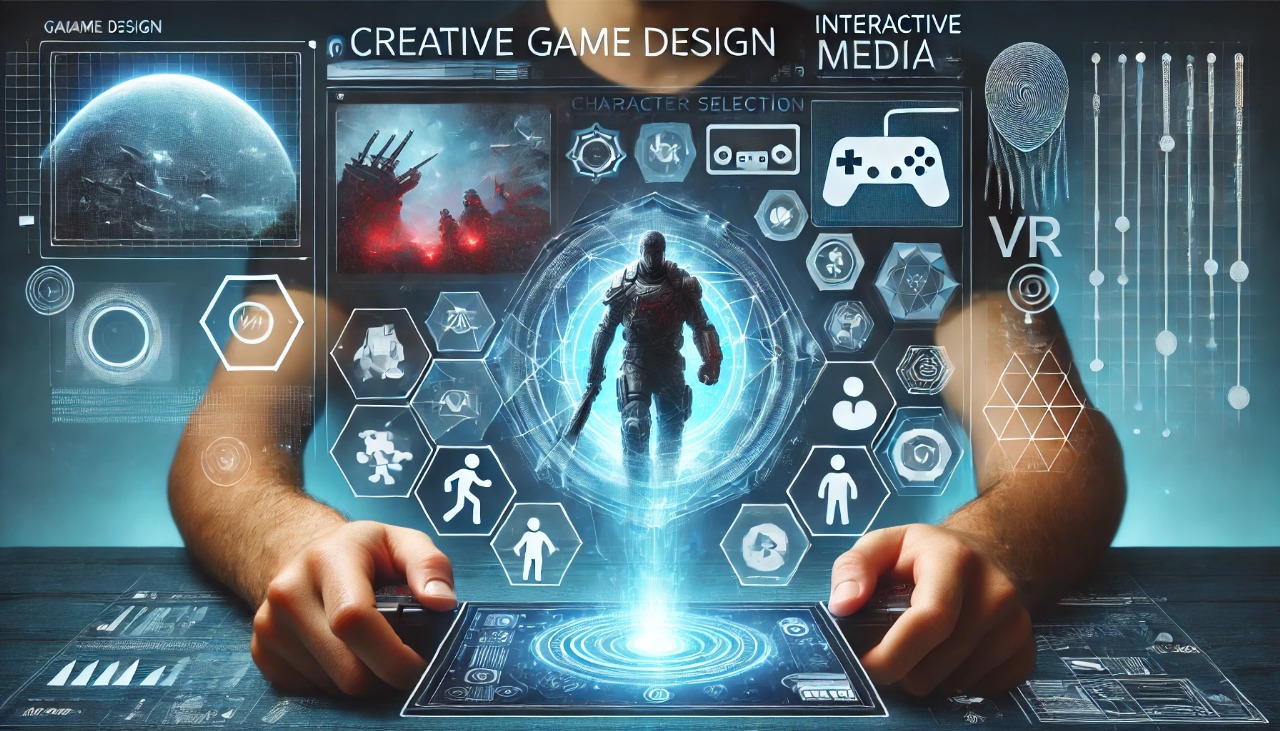 GAIAME DESIGN
CREATIVE GAME DESIGN
INTERACTIVE
MEDIA
CHARACTER SELECTION
VR